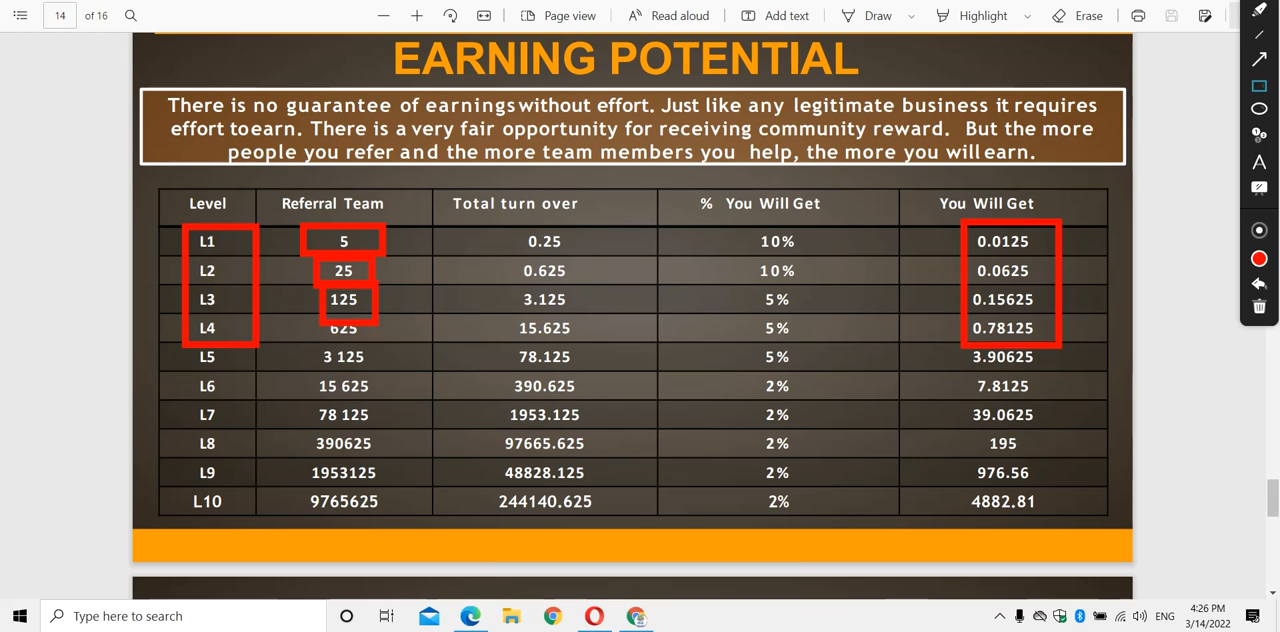 14 of 16 Page view Read aloud Add text Draw Highlight Erase
EARNING POTENTIAL
There is no guarantee of earnings without effort. Just like any legitimate business it requires
effort to earn. There is a very fair opportunity for receiving community reward. But the more
people you refer and the more team members you help, the more you will earn.
Level Referral Team Total turn over % You Will Get You Will Get
L1 5 0.25 10% 0.0125
L2 25 0.625 10% 0.0625
L3 125 3.125 5% 0.15625
L4 625 15.625 5% 0.78125
L5 3 125 78.125 5% 3.90625
L6 15 625 390.625 2% 7.8125
L7 78 125 1953.125 2% 39.0625
L8 390625 97665.625 2% 195
L9 1953125 48828.125 2% 976.56
L10 9765625 244140.625 2% 4882.81
Type here to search ENG 4:26 PM
3/14/2022